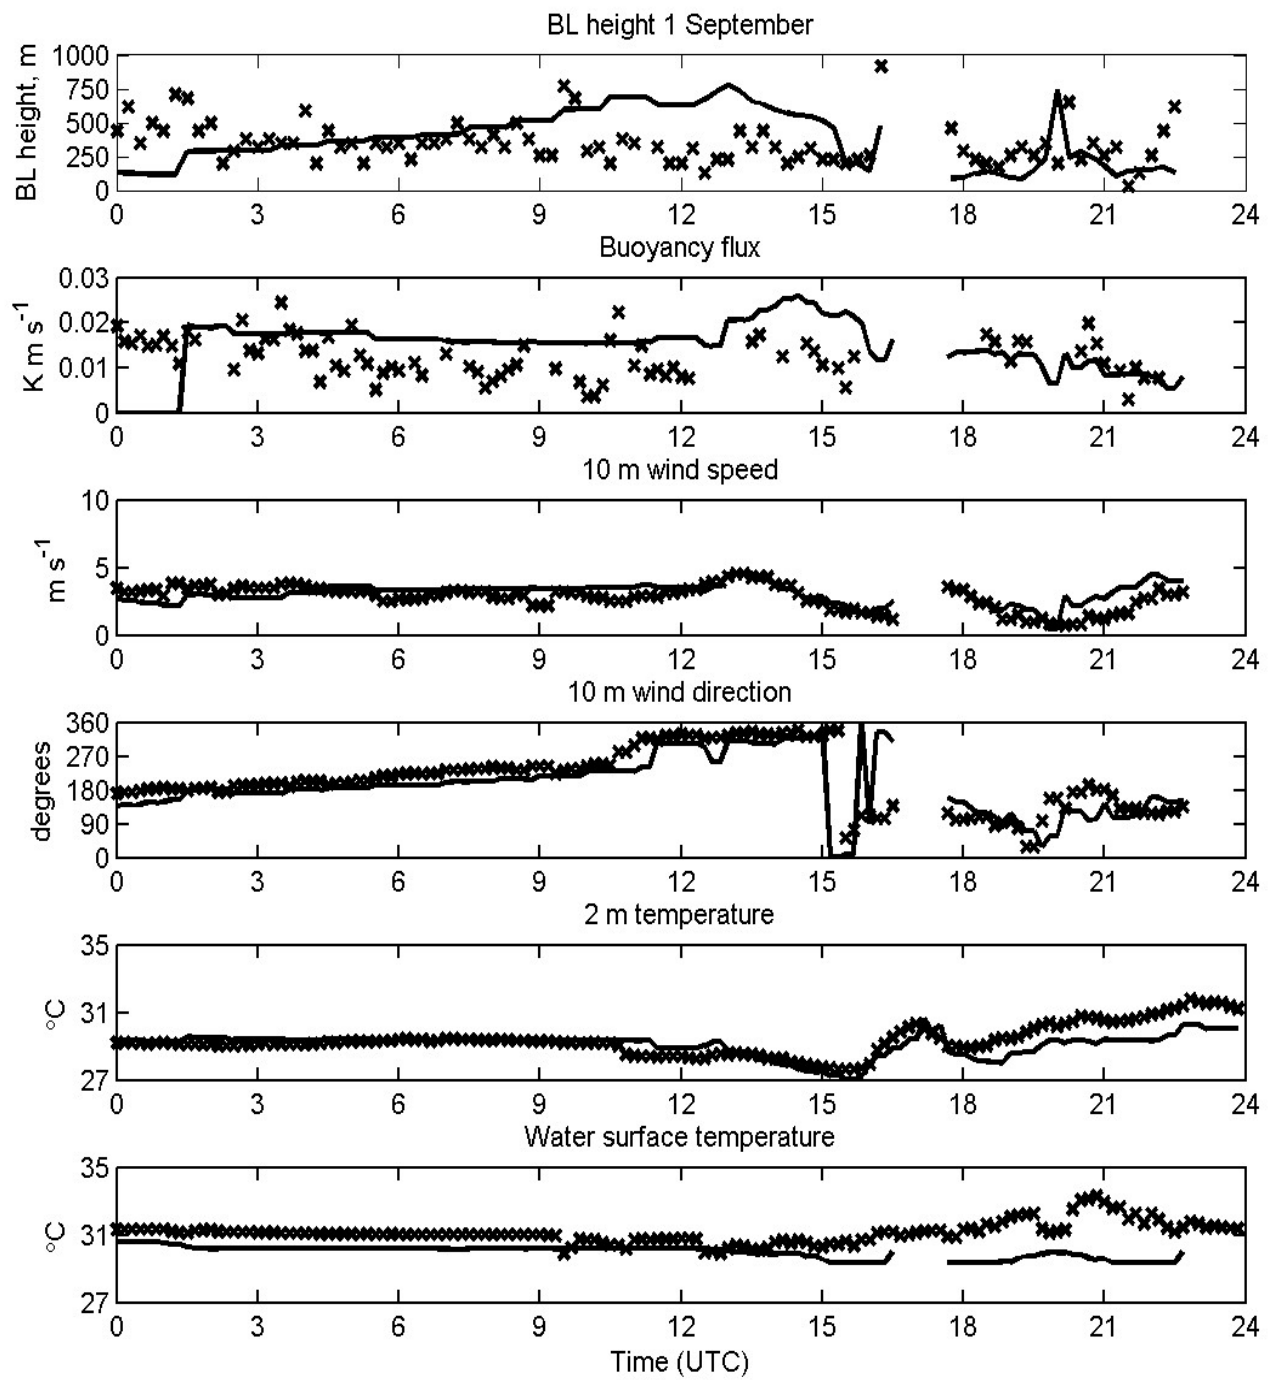 BL height 1 September
BL height, m
1000
750
500
250
0
0 3 6 9 12 15 18 21 24
Buoyancy flux
K m s⁻¹
0.03
0.02
0.01
0
0 3 6 9 12 15 18 21 24
10 m wind speed
m s⁻¹
10
5
0
0 3 6 9 12 15 18 21 24
10 m wind direction
degrees
360
270
180
90
0
0 3 6 9 12 15 18 21 24
2 m temperature
°C
35
31
27
0 3 6 9 12 15 18 21 24
Water surface temperature
°C
35
31
27
0 3 6 9 12 15 18 21 24
Time (UTC)